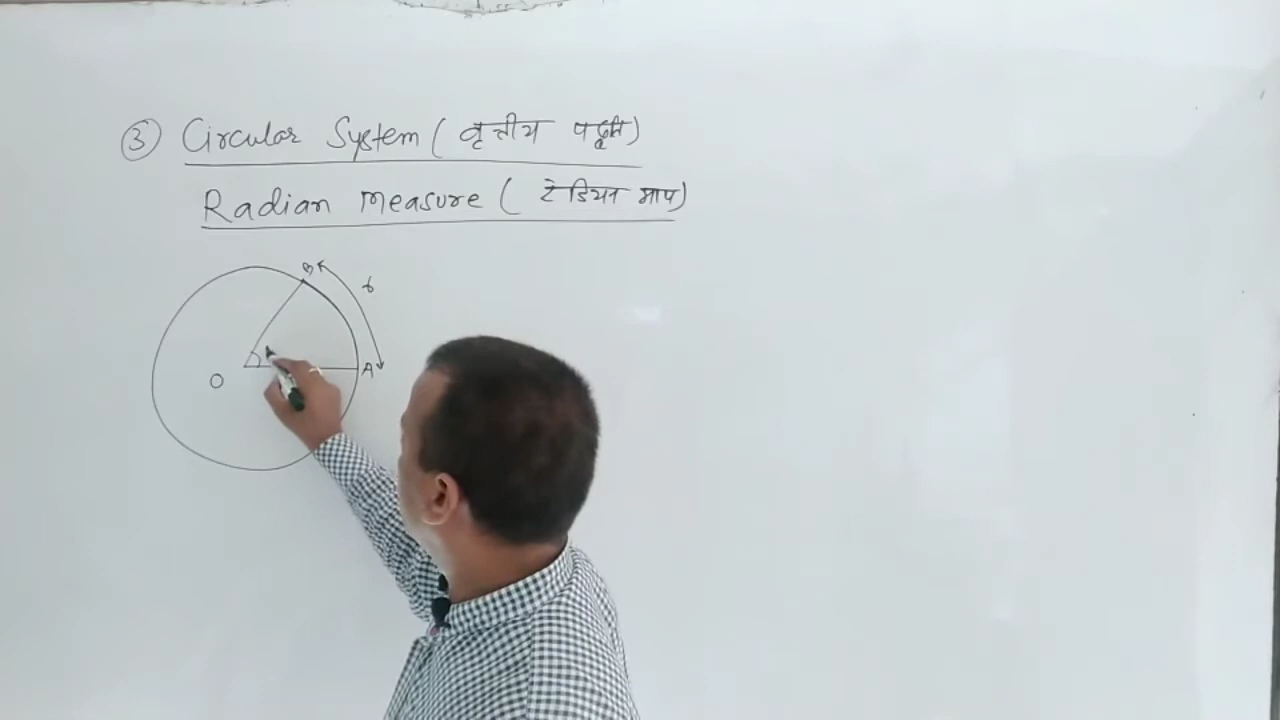 ③ Circular System ( वृत्तीय पद्धति )
Radian Measure ( रेडियन माप )
B
A
O